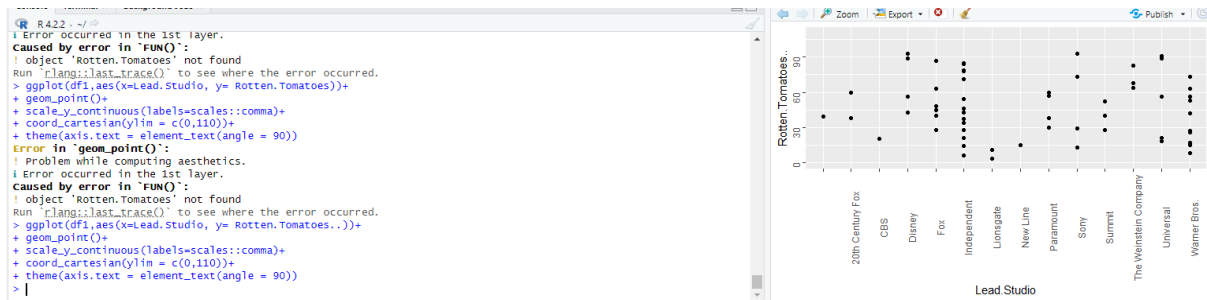 R 4.2.2 · ~/
i Error occurred in the 1st layer.
Caused by error in `FUN()`:
! object 'Rotten.Tomatoes' not found
Run `rlang::last_trace()` to see where the error occurred.
> ggplot(df1,aes(x=Lead.Studio, y= Rotten.Tomatoes))+
+ geom_point()+
+ scale_y_continuous(labels=scales::comma)+
+ coord_cartesian(ylim = c(0,110))+
+ theme(axis.text = element_text(angle = 90))
Error in `geom_point()`:
! Problem while computing aesthetics.
i Error occurred in the 1st layer.
Caused by error in `FUN()`:
! object 'Rotten.Tomatoes' not found
Run `rlang::last_trace()` to see where the error occurred.
> ggplot(df1,aes(x=Lead.Studio, y= Rotten.Tomatoes..))+
+ geom_point()+
+ scale_y_continuous(labels=scales::comma)+
+ coord_cartesian(ylim = c(0,110))+
+ theme(axis.text = element_text(angle = 90))
>
Zoom Export Publish
Rotten.Tomatoes..
90
60
30
0
20th Century Fox
CBS
Disney
Fox
Independent
Lionsgate
New Line
Paramount
Sony
Summit
The Weinstein Company
Universal
Warner Bros.
Lead.Studio